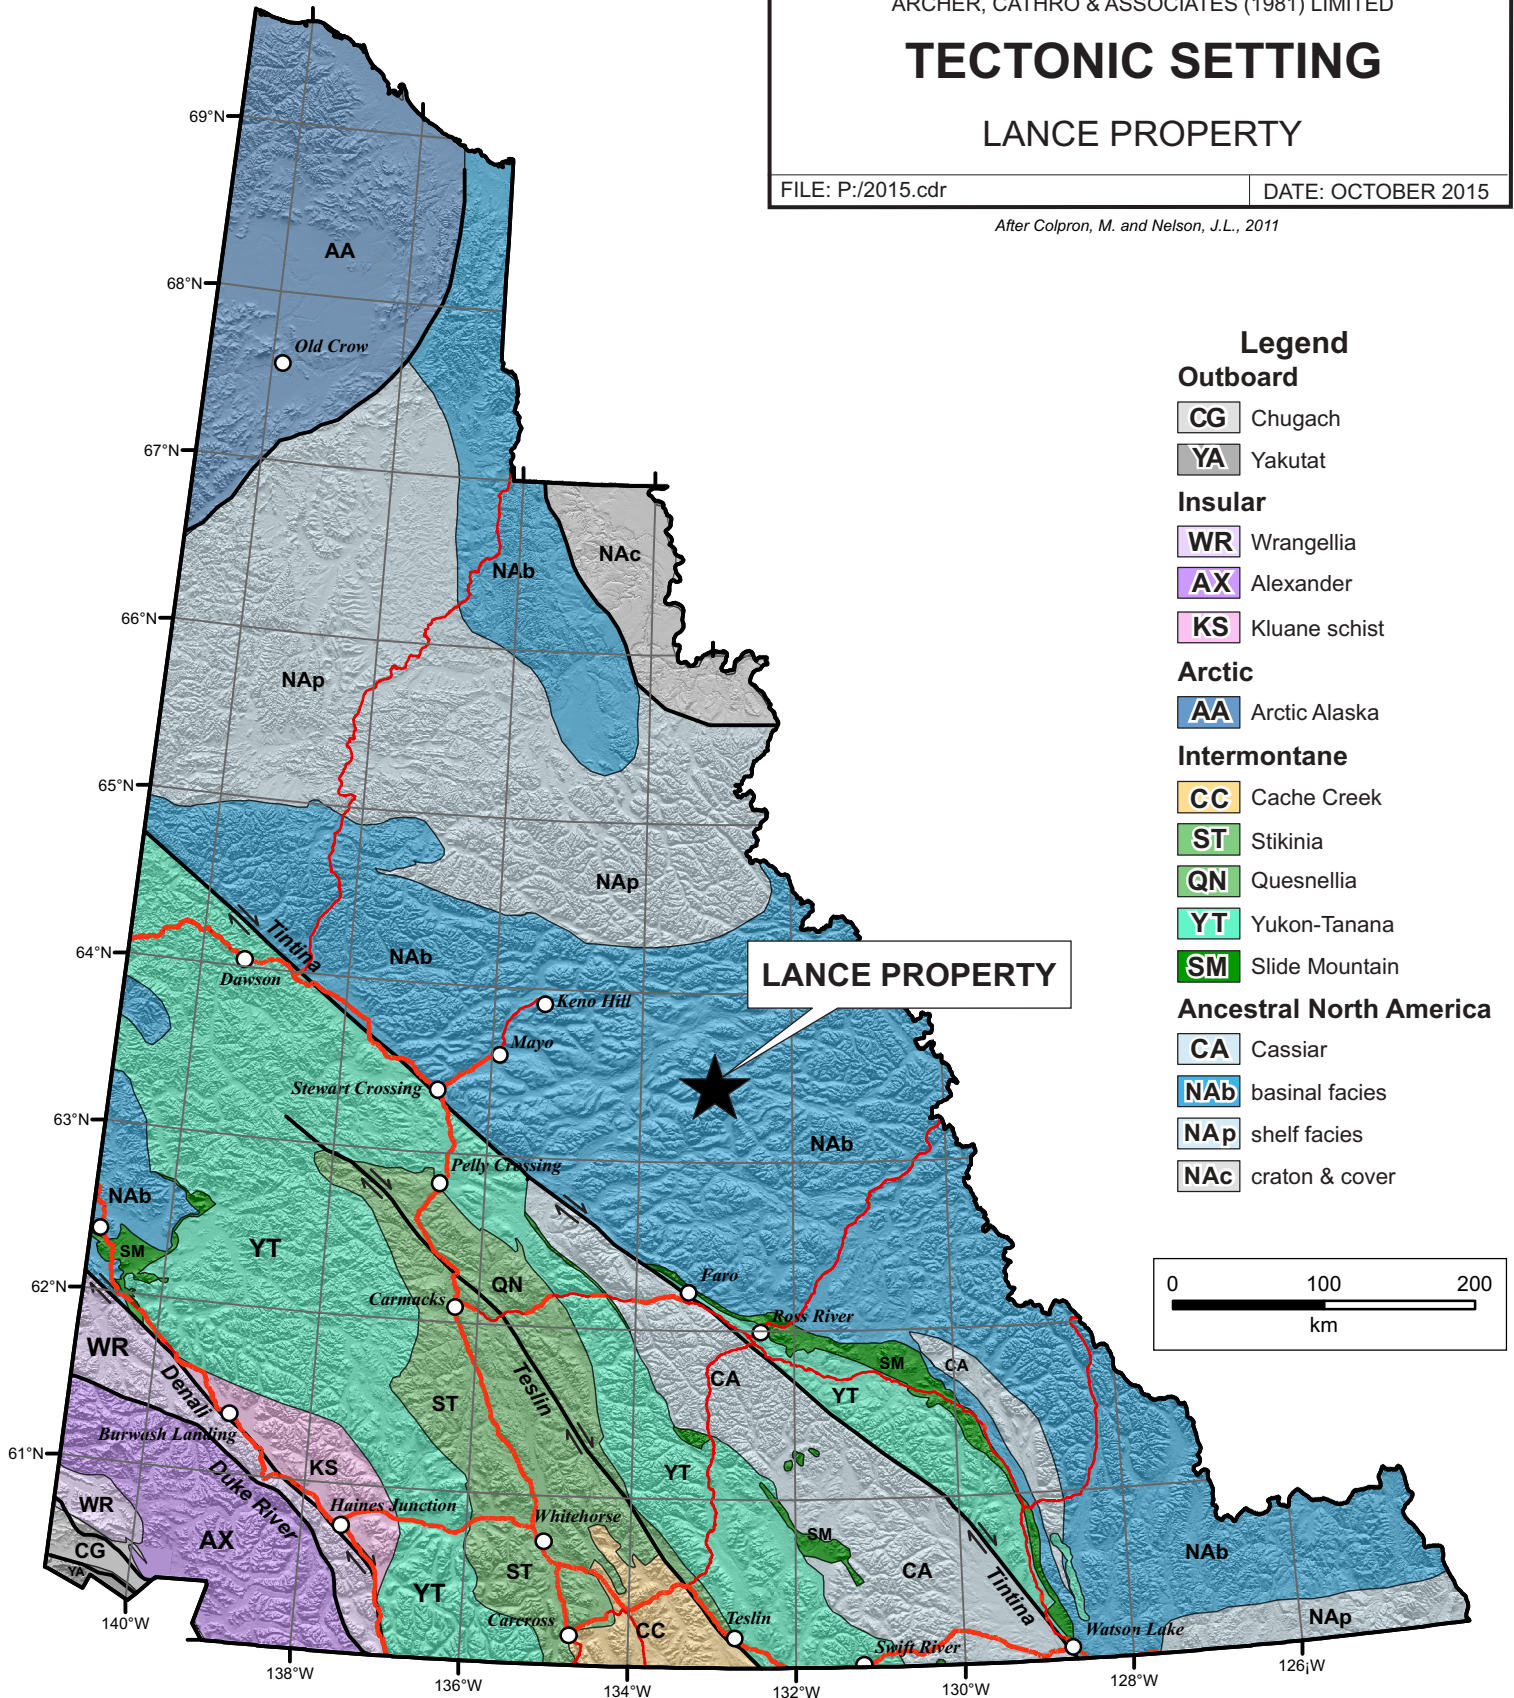 ARCHER, CATHRO & ASSOCIATES (1981) LIMITED
TECTONIC SETTING
LANCE PROPERTY
FILE: P:/2015.cdr
DATE: OCTOBER 2015
After Colpron, M. and Nelson, J.L., 2011
69°N
AA
68°N
Old Crow
67°N
NAc
NAb
66°N
NAp
65°N
NAp
64°N
Tintina
NAb
Dawson
LANCE PROPERTY
Keno Hill
Mayo
Stewart Crossing
63°N
NAb
Pelly Crossing
NAb
YT
SM
62°N
QN
Faro
Carmacks
Ross River
WR
SM
CA
Denali
Teslin
CA
YT
ST
Burwash Landing
61°N
KS
YT
Duke River
WR
Haines Junction
Whitehorse
SM
AX
CG
YA
ST
CA
NAb
YT
Tintina
140°W
Carcross
CC
Teslin
Swift River
Watson Lake
NAp
138°W
136°W
134°W
132°W
130°W
128°W
126¡W
Legend
Outboard
CG Chugach
YA Yakutat
Insular
WR Wrangellia
AX Alexander
KS Kluane schist
Arctic
AA Arctic Alaska
Intermontane
CC Cache Creek
ST Stikinia
QN Quesnellia
YT Yukon-Tanana
SM Slide Mountain
Ancestral North America
CA Cassiar
NAb basinal facies
NAp shelf facies
NAc craton & cover
0 100 200
km